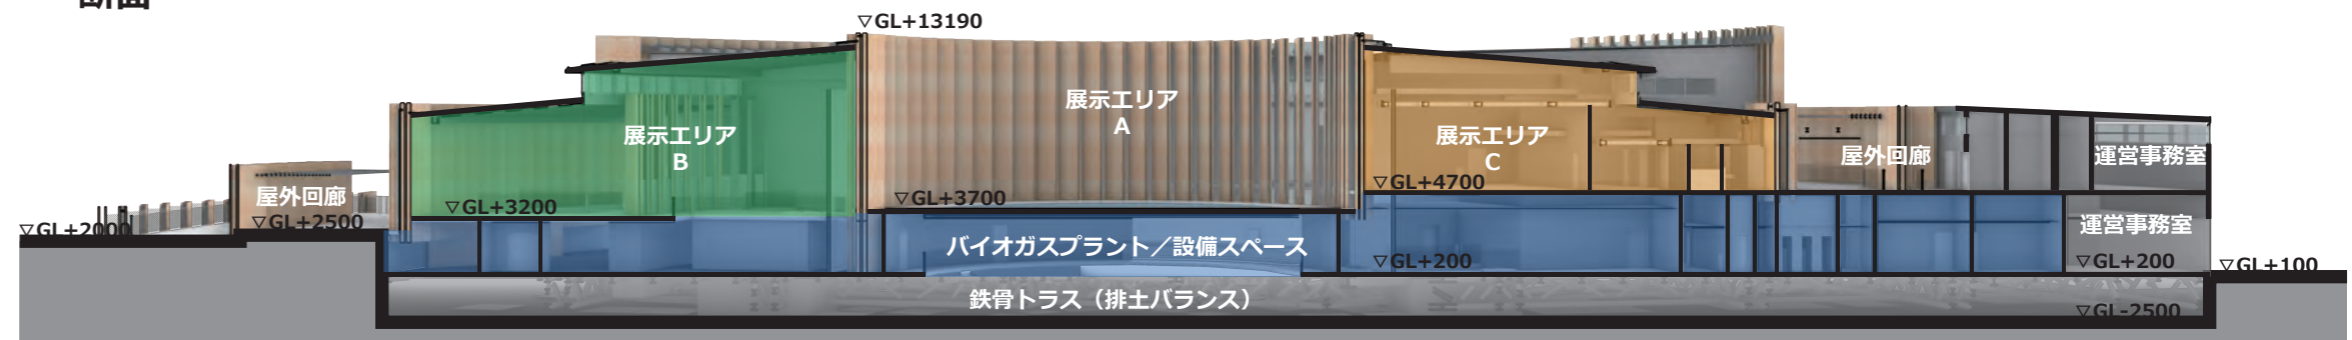 断面
▽GL+13190
展示エリア
A
展示エリア
B
展示エリア
C
屋外回廊
運営事務室
屋外回廊
▽GL+4700
▽GL+3700
▽GL+3200
▽GL+2500
▽GL+2000
運営事務室
バイオガスプラント／設備スペース
▽GL+200
▽GL+200
▽GL+100
鉄骨トラス（排土バランス）
▽GL-2500